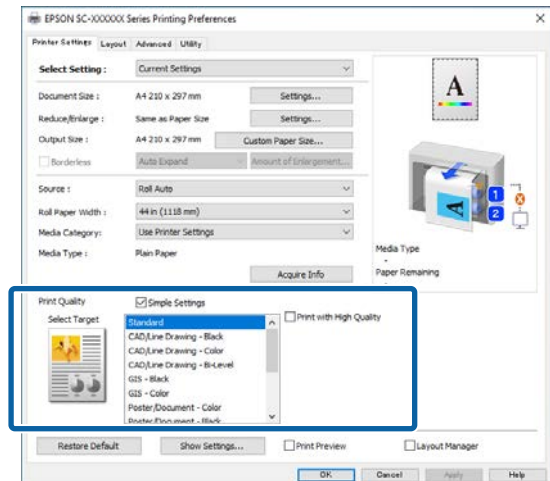 EPSON SC-XXXXXX Series Printing Preferences
Printer Settings Layout Advanced Utility
Select Setting : Current Settings
Document Size : A4 210 x 297 mm Settings...
Reduce/Enlarge : Same as Paper Size Settings...
Output Size : A4 210 x 297 mm Custom Paper Size...
Borderless Auto Expand Amount of Enlargement...
Source : Roll Auto
Roll Paper Width : 44 in (1118 mm)
Media Category: Use Printer Settings
Media Type : Plain Paper
Acquire Info
A
A
1
2
Media Type
-
Paper Remaining
-
Print Quality Simple Settings
Select Target
Standard
CAD/Line Drawing - Black
CAD/Line Drawing - Color
CAD/Line Drawing - Bi-Level
GIS - Black
GIS - Color
Poster/Document - Color
Poster/Document - Black
Print with High Quality
Restore Default Show Settings... Print Preview Layout Manager
OK Cancel Apply Help